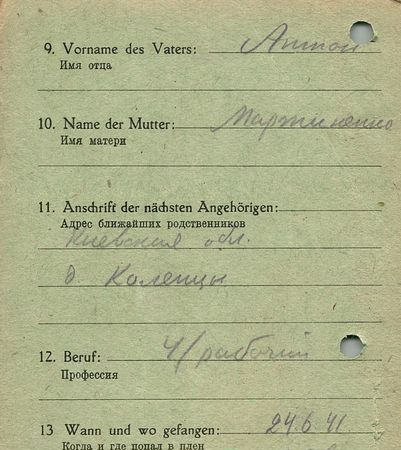 9. Vorname des Vaters: Антон
Имя отца
10. Name der Mutter: Мартиненко
Имя матери
11. Anschrift der nächsten Angehörigen:
Адрес ближайших родственников
Киевская обл.
д. Коленцы
12. Beruf: ч/рабочий
Профессия
13 Wann und wo gefangen: 24.6.41
Когда и где попал в плен